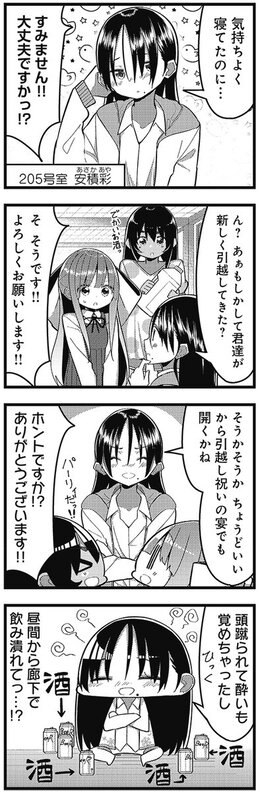 気持ちよく
寝てたのに…
すみません!!
大丈夫ですかっ!?
205号室 安積彩
あさか あや
ん?あぁもしかして君達が
新しく引越してきた?
でかいお酒。
そ そうです!!
よろしくお願いします!!
そうかそうか ちょうどいい
から引越し祝いの宴でも
開くかね
パーリィだっ
ホントですか!?
ありがとうございます!!
頭蹴られて酔いも
覚めちゃったし
ひっく
昼間から廊下で
飲み潰れてっ…!?
酒
酒
酒
酒